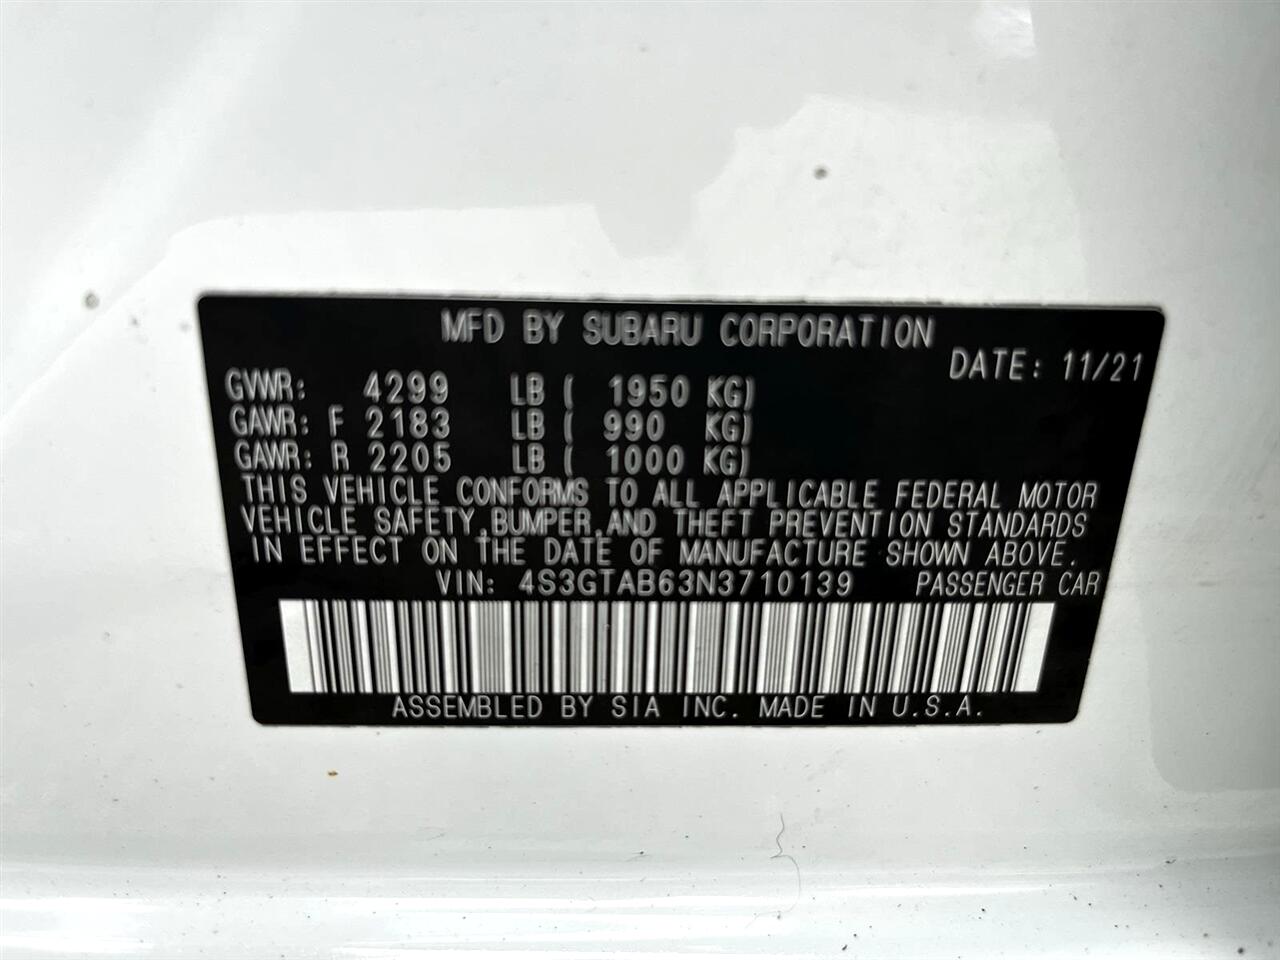 MFD BY SUBARU CORPORATION
DATE: 11/21
GVWR: 4299 LB ( 1950 KG)
GAWR: F 2183 LB ( 990 KG)
GAWR: R 2205 LB ( 1000 KG)
THIS VEHICLE CONFORMS TO ALL APPLICABLE FEDERAL MOTOR
VEHICLE SAFETY,BUMPER,AND THEFT PREVENTION STANDARDS
IN EFFECT ON THE DATE OF MANUFACTURE SHOWN ABOVE.
VIN: 4S3GTAB63N3710139 PASSENGER CAR
ASSEMBLED BY SIA INC. MADE IN U.S.A.